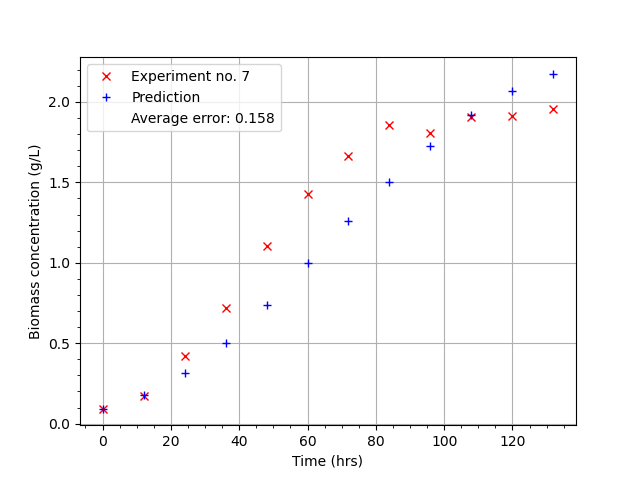 Experiment no. 7
Prediction
Average error: 0.158
Biomass concentration (g/L)
2.0
1.5
1.0
0.5
0.0
0 20 40 60 80 100 120
Time (hrs)